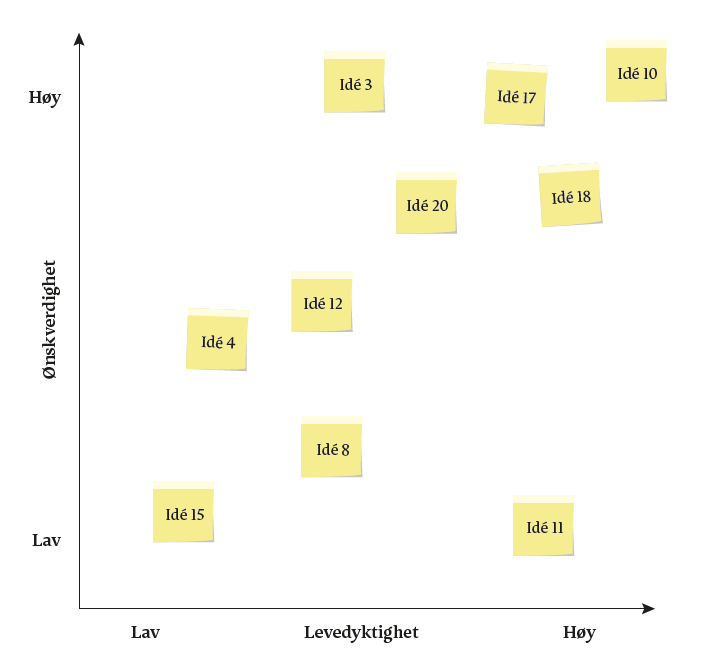 Høy
Idé 3
Idé 17
Idé 10
Idé 20
Idé 18
Ønskverdighet
Idé 12
Idé 4
Idé 8
Idé 15
Idé 11
Lav
Lav
Levedyktighet
Høy